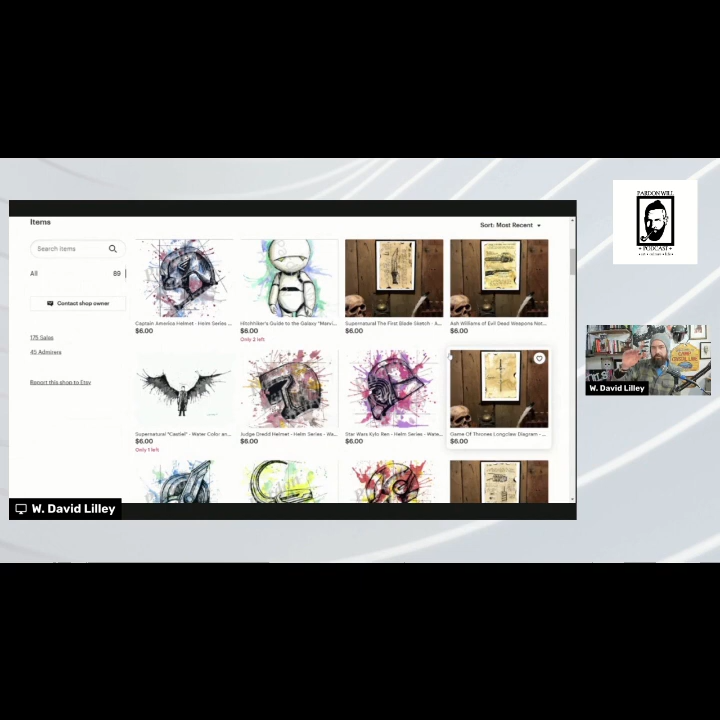 Items
Sort: Most Recent
Search items
All 89
Contact shop owner
175 Sales
45 Admirers
Report this shop to Etsy
Captain America Helmet - Helm Series ...
$6.00
Hitchhiker's Guide to the Galaxy "Marvi...
$6.00
Only 2 left
Supernatural The First Blade Sketch - A...
$6.00
Ash Williams of Evil Dead Weapons Not...
$6.00
Supernatural "Castiel" - Water Color an...
$6.00
Only 1 left
Judge Dredd Helmet - Helm Series - Wa...
$6.00
Star Wars Kylo Ren - Helm Series - Wate...
$6.00
Game Of Thrones Longclaw Diagram - ...
$6.00
W. David Lilley
PARDON WILL
PODCAST
W. David Lilley